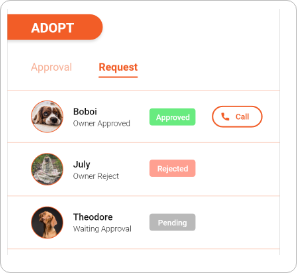 ADOPT
Approval Request
Boboi
Owner Approved
Approved
Call
July
Owner Reject
Rejected
Theodore
Waiting Approval
Pending